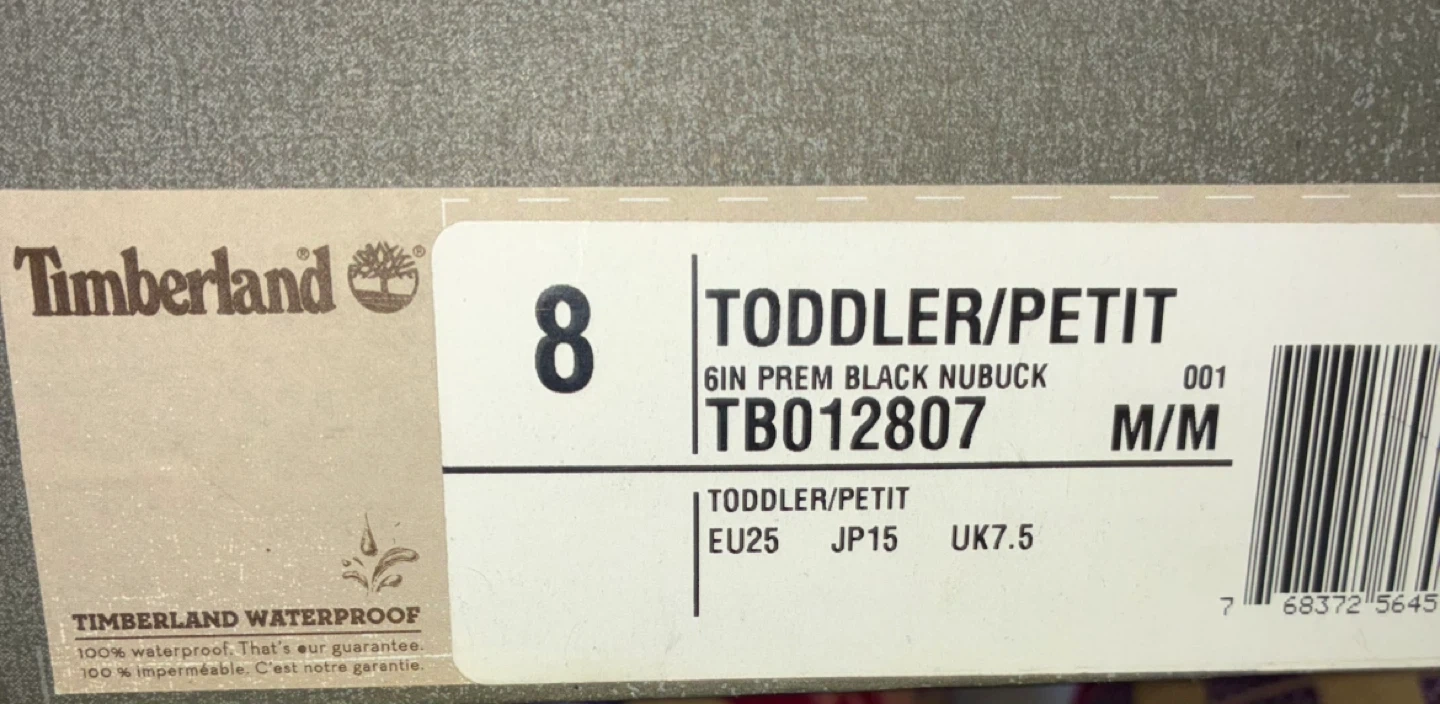 Timberland®
8
TODDLER/PETIT
6IN PREM BLACK NUBUCK 001
TB012807 M/M
TODDLER/PETIT
EU25 JP15 UK7.5
7 68372 5645
TIMBERLAND WATERPROOF
100% waterproof. That's our guarantee.
100 % imperméable. C'est notre garantie.